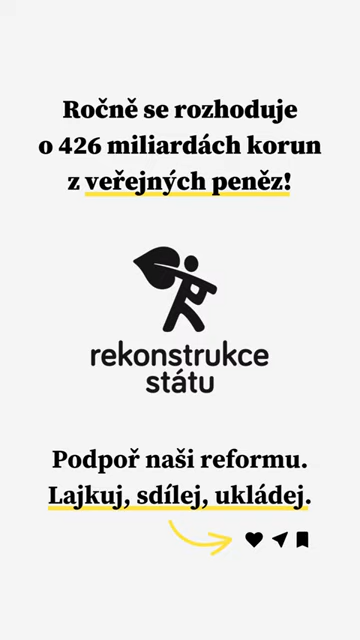 Ročně se rozhoduje
o 426 miliardách korun
z veřejných peněz!
rekonstrukce
státu
Podpoř naši reformu.
Lajkuj, sdílej, ukládej.